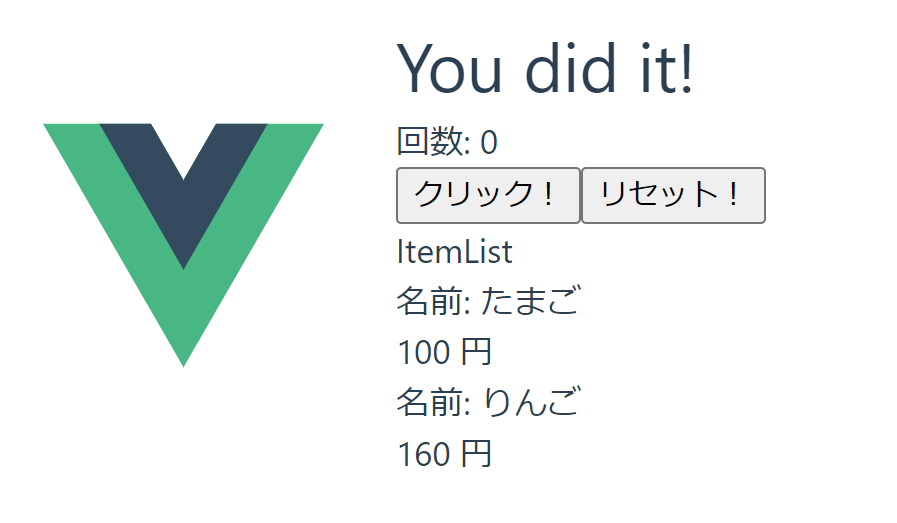 You did it!
回数: 0
クリック！ リセット！
ItemList
名前: たまご
100 円
名前: りんご
160 円